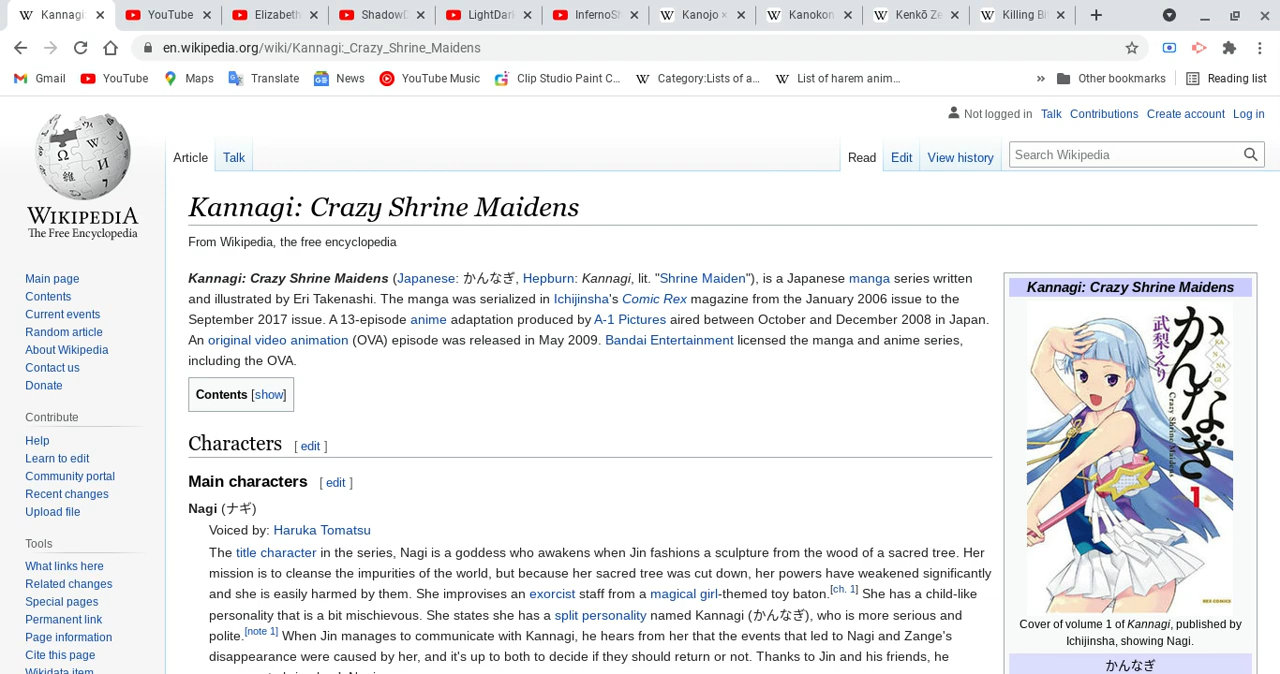 Kannagi:
YouTube
Elizabeth
ShadowD
LightDark
InfernoSh
Kanojo ×
Kanokon
Kenkō Ze
Killing Bi
en.wikipedia.org/wiki/Kannagi:_Crazy_Shrine_Maidens
Gmail YouTube Maps Translate News YouTube Music Clip Studio Paint C... Category:Lists of a... List of harem anim... » Other bookmarks Reading list
Not logged in Talk Contributions Create account Log in
Article Talk Read Edit View history Search Wikipedia
WIKIPEDIA
The Free Encyclopedia
Main page
Contents
Current events
Random article
About Wikipedia
Contact us
Donate
Contribute
Help
Learn to edit
Community portal
Recent changes
Upload file
Tools
What links here
Related changes
Special pages
Permanent link
Page information
Cite this page
Wikidata item
Kannagi: Crazy Shrine Maidens
From Wikipedia, the free encyclopedia
Kannagi: Crazy Shrine Maidens (Japanese: かんなぎ, Hepburn: Kannagi, lit. "Shrine Maiden"), is a Japanese manga series written
and illustrated by Eri Takenashi. The manga was serialized in Ichijinsha's Comic Rex magazine from the January 2006 issue to the
September 2017 issue. A 13-episode anime adaptation produced by A-1 Pictures aired between October and December 2008 in Japan.
An original video animation (OVA) episode was released in May 2009. Bandai Entertainment licensed the manga and anime series,
including the OVA.
Contents [show]
Characters [ edit ]
Main characters [ edit ]
Nagi (ナギ)
Voiced by: Haruka Tomatsu
The title character in the series, Nagi is a goddess who awakens when Jin fashions a sculpture from the wood of a sacred tree. Her
mission is to cleanse the impurities of the world, but because her sacred tree was cut down, her powers have weakened significantly
and she is easily harmed by them. She improvises an exorcist staff from a magical girl-themed toy baton.[ch. 1] She has a child-like
personality that is a bit mischievous. She states she has a split personality named Kannagi (かんなぎ), who is more serious and
polite.[note 1] When Jin manages to communicate with Kannagi, he hears from her that the events that led to Nagi and Zange's
disappearance were caused by her, and it's up to both to decide if they should return or not. Thanks to Jin and his friends, he
Kannagi: Crazy Shrine Maidens
かんなぎ
KA
N
NA
GI
武梨えり
Crazy Shrine Maidens
1
REX COMICS
Cover of volume 1 of Kannagi, published by
Ichijinsha, showing Nagi.
かんなぎ